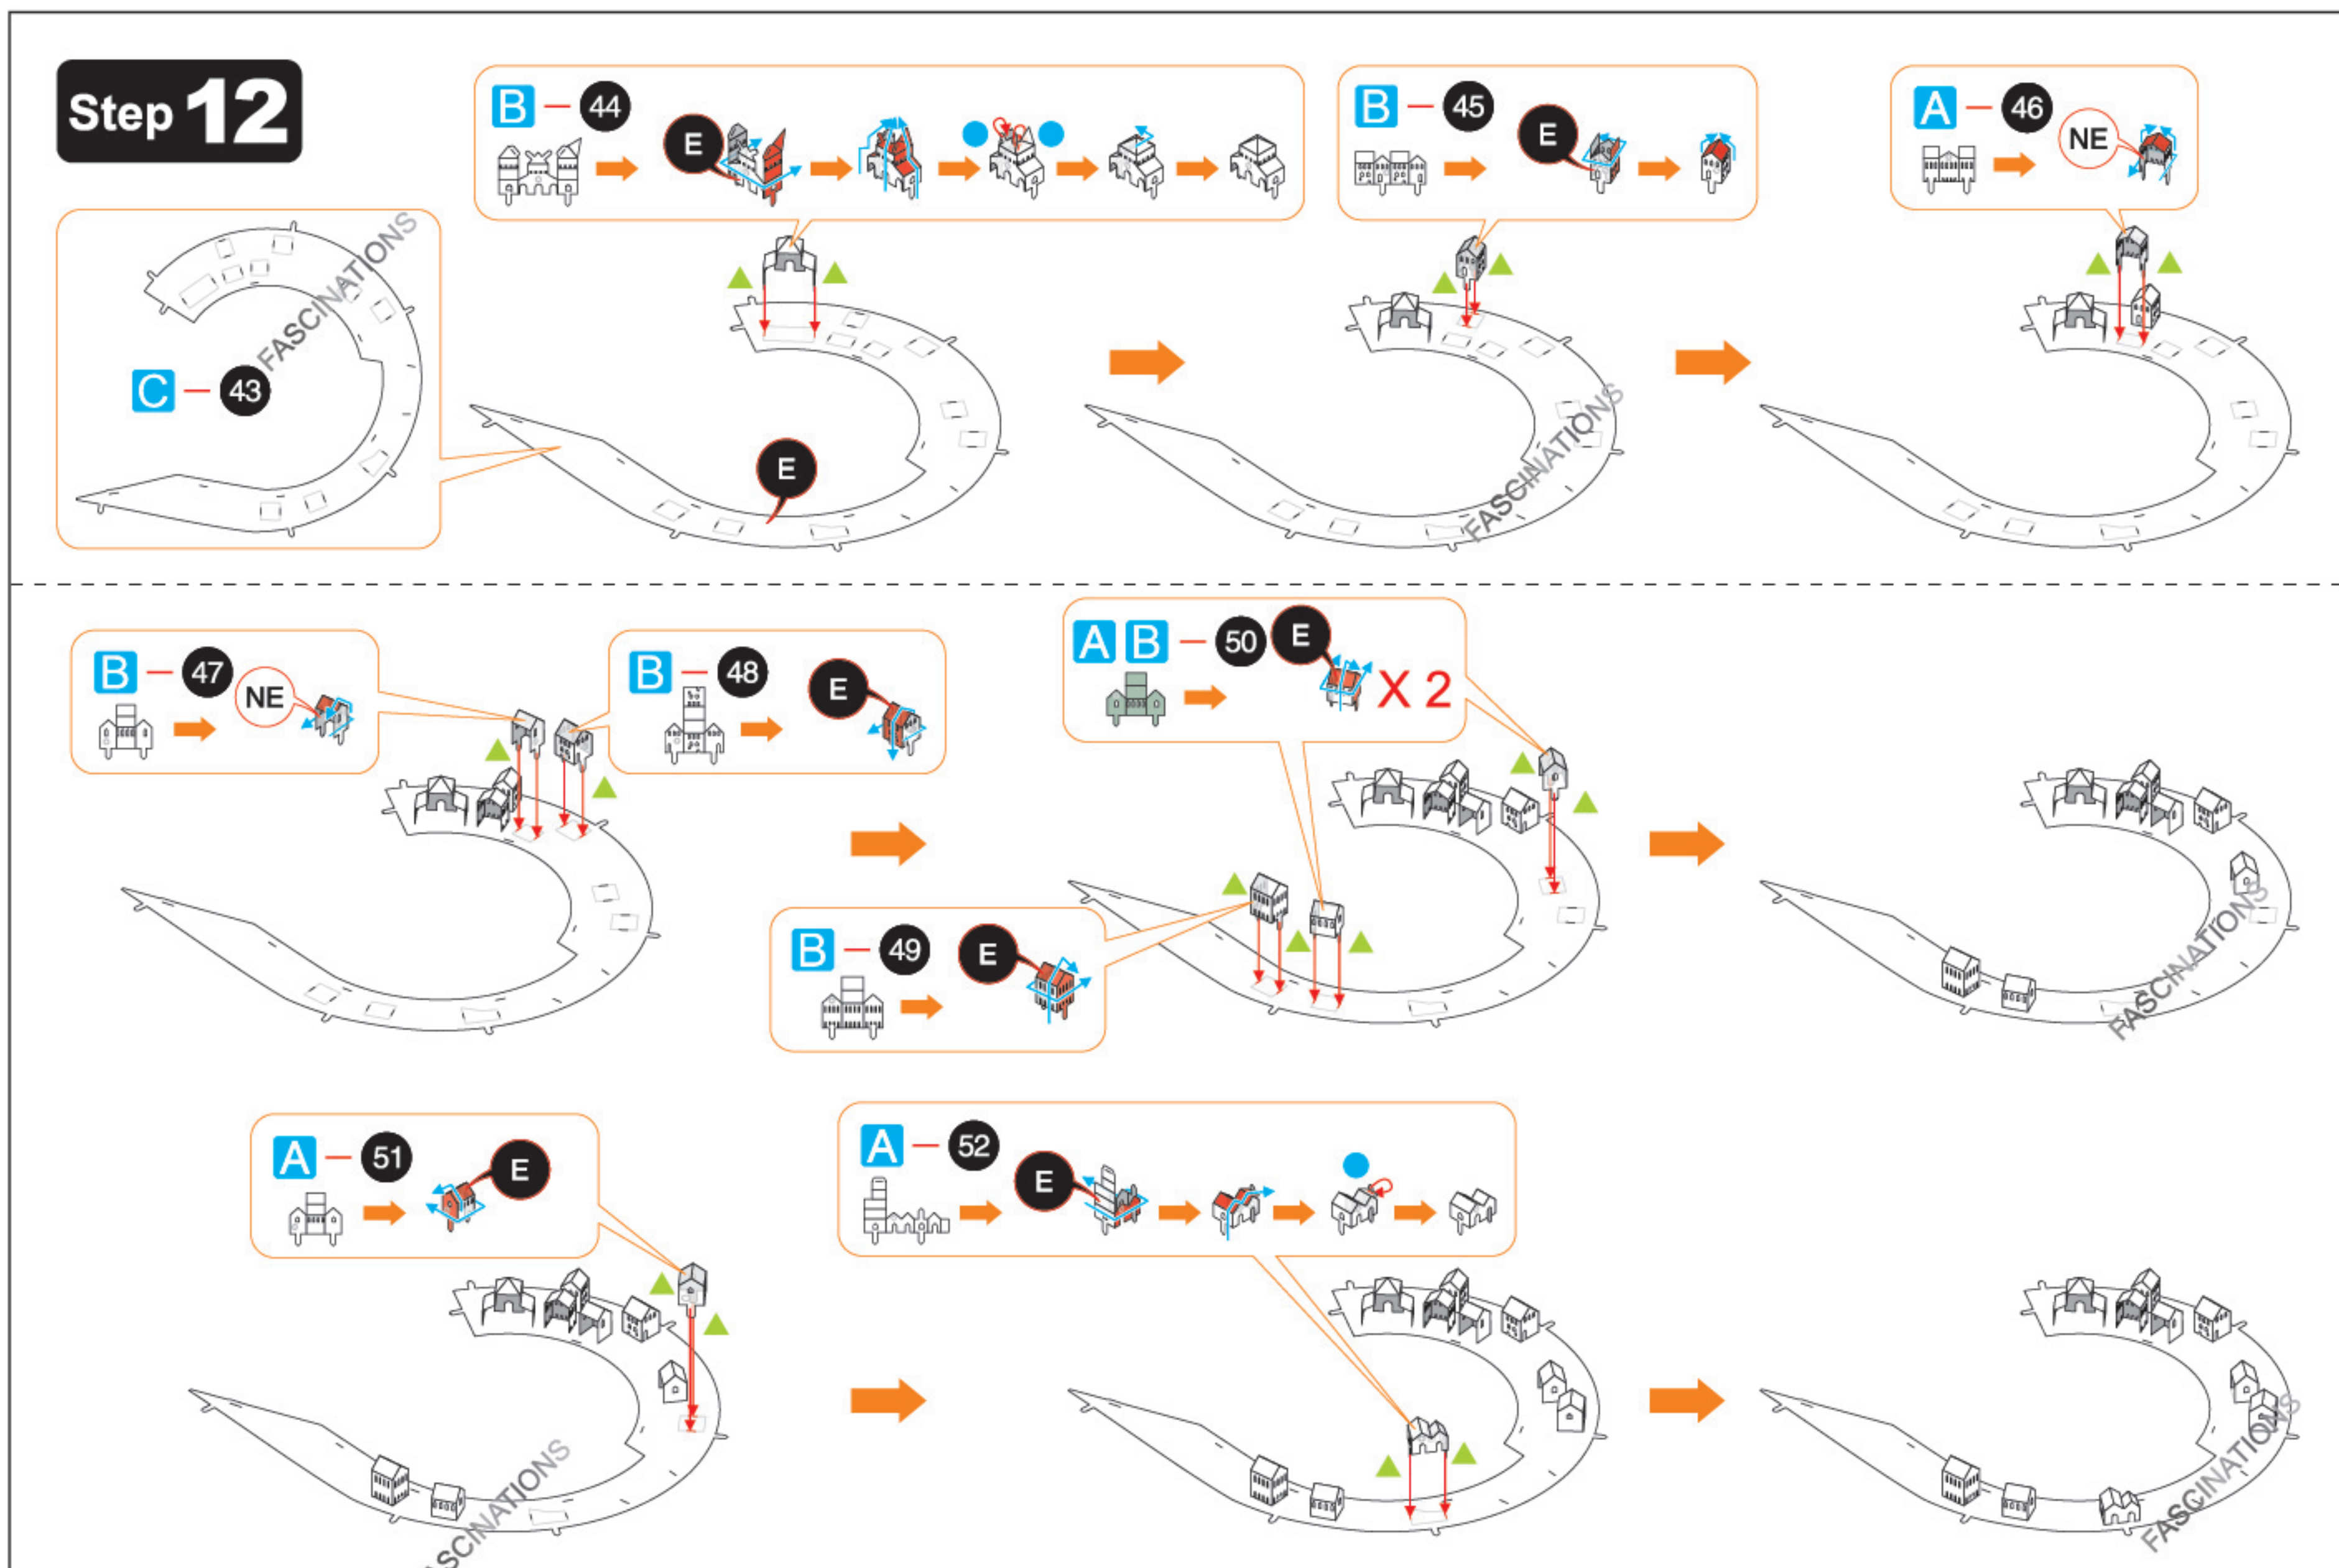 Step 12
B — 44
E
B — 45
E
A — 46
NE
C — 43
FASCINATIONS
E
FASCINATIONS
B — 47
NE
B — 48
E
A B — 50
E
X 2
B — 49
E
FASCINATIONS
A — 51
E
A — 52
E
ASCINATIONS
FASCINATIONS